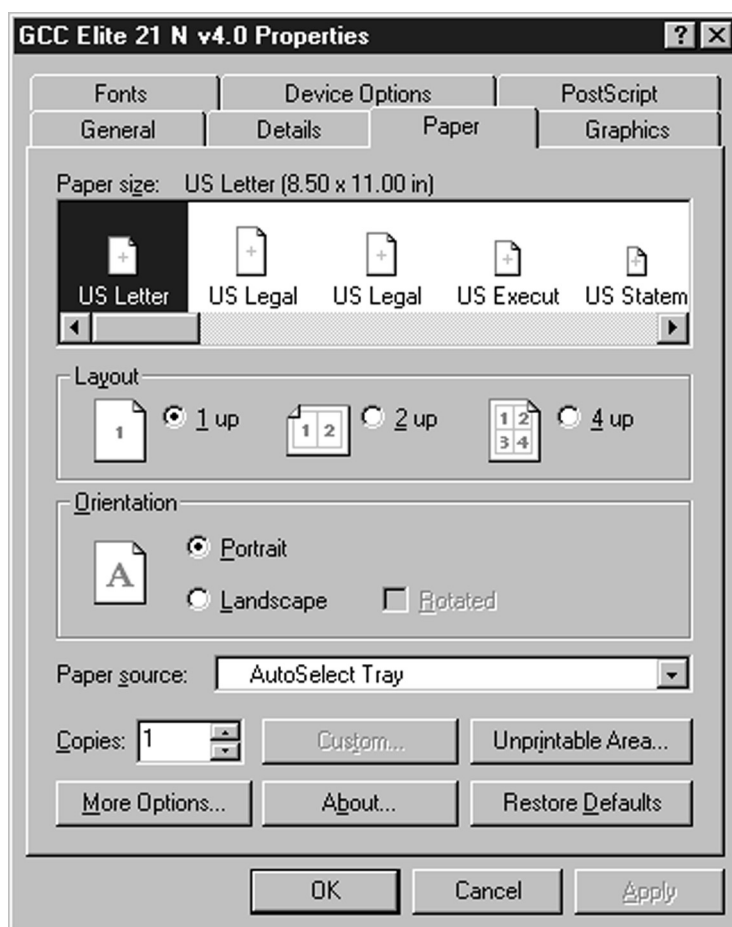 GCC Elite 21 N v4.0 Properties
Fonts Device Options PostScript
General Details Paper Graphics
Paper size: US Letter (8.50 x 11.00 in)
US Letter US Legal US Legal US Execut US Statem
Layout
1 1 up 1 2 2 up 1 2 3 4 4 up
Orientation
A Portrait
Landscape Rotated
Paper source: AutoSelect Tray
Copies: 1 Custom... Unprintable Area...
More Options... About... Restore Defaults
OK Cancel Apply